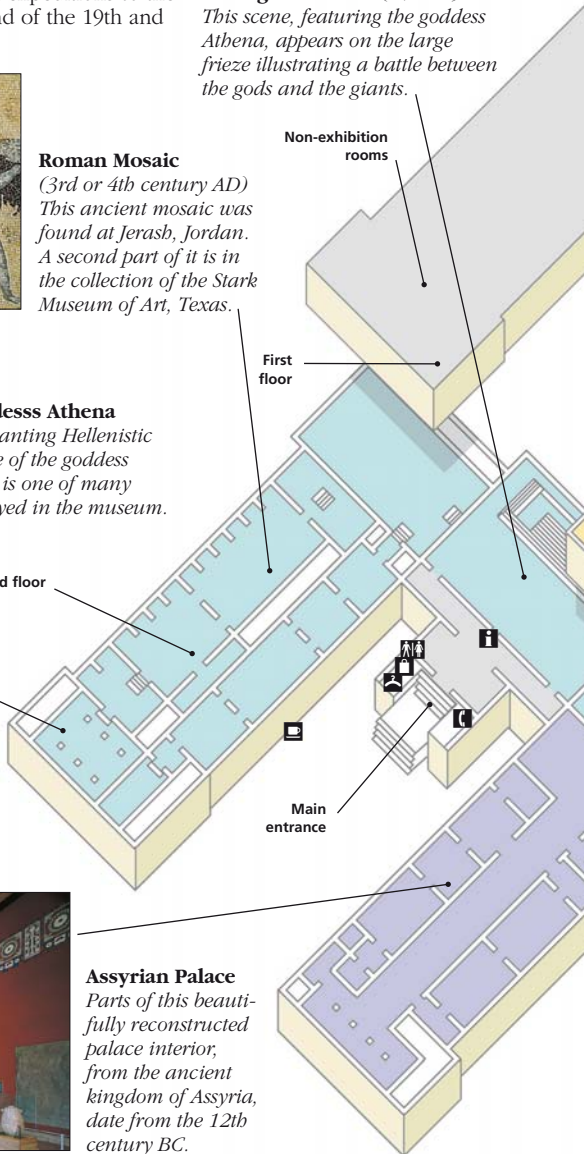 nd of the 19th and
This scene, featuring the goddess
Athena, appears on the large
frieze illustrating a battle between
the gods and the giants.
Non-exhibition
rooms
Roman Mosaic
(3rd or 4th century AD)
This ancient mosaic was
found at Jerash, Jordan.
A second part of it is in
the collection of the Stark
Museum of Art, Texas.
First
floor
desss Athena
anting Hellenistic
e of the goddess
is one of many
yed in the museum.
d floor
i
Main
entrance
Assyrian Palace
Parts of this beauti-
fully reconstructed
palace interior,
from the ancient
kingdom of Assyria,
date from the 12th
century BC.